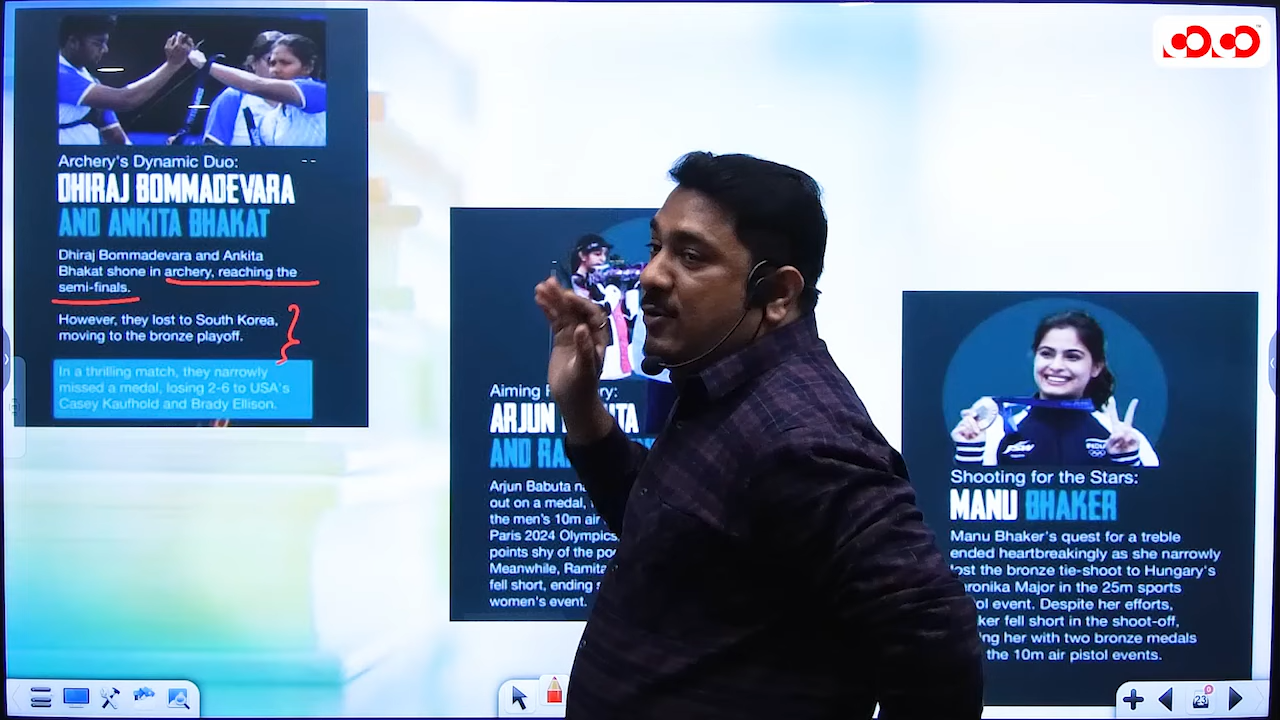 Archery's Dynamic Duo:
DHIRAJ BOMMADEVARA
AND ANKITA BHAKAT
Dhiraj Bommadevara and Ankita
Bhakat shone in archery, reaching the
semi-finals.
However, they lost to South Korea,
moving to the bronze playoff.
In a thrilling match, they narrowly
missed a medal, losing 2-6 to USA's
Casey Kaufhold and Brady Ellison.
Aiming
ARJUN
AND
Arjun Babuta
out on a medal,
the men's 10m air
Paris 2024 Olympics,
points shy of the
Meanwhile, Ramita
fell short, ending
women's event.
Shooting for the Stars:
MANU BHAKER
Manu Bhaker's quest for a treble
ended heartbreakingly as she narrowly
lost the bronze tie-shoot to Hungary's
Major in the 25m sports
event. Despite her efforts,
fell short in the shoot-off,
her with two bronze medals
the 10m air pistol events.
23